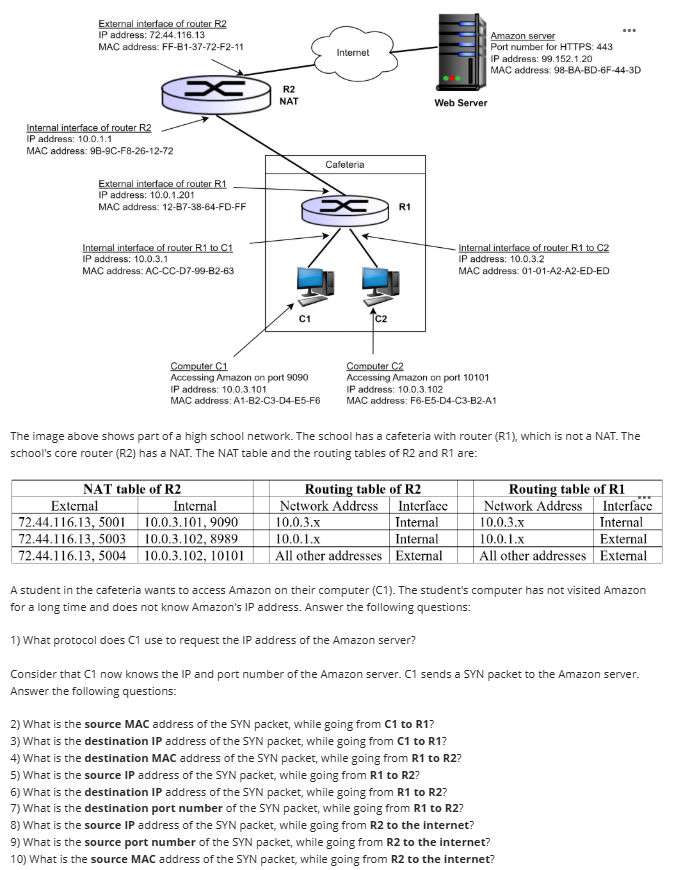 External interface of router R2
IP address: 72.44.116.13
MAC address: FF-B1-37-72-F2-11
Internet
Amazon server
Port number for HTTPS: 443
IP address: 99.152.1.20
MAC address: 98-BA-BD-6F-44-3D
R2
NAT
Web Server
Internal interface of router R2
IP address: 10.0.1.1
MAC address: 9B-9C-F8-26-12-72
Cafeteria
External interface of router R1
IP address: 10.0.1.201
MAC address: 12-B7-38-64-FD-FF
R1
Internal interface of router R1 to C1
IP address: 10.0.3.1
MAC address: AC-CC-D7-99-B2-63
Internal interface of router R1 to C2
IP address: 10.0.3.2
MAC address: 01-01-A2-A2-ED-ED
C1
C2
Computer C1
Accessing Amazon on port 9090
IP address: 10.0.3.101
MAC address: A1-B2-C3-D4-E5-F6
Computer C2
Accessing Amazon on port 10101
IP address: 10.0.3.102
MAC address: F6-E5-D4-C3-B2-A1
The image above shows part of a high school network. The school has a cafeteria with router (R1), which is not a NAT. The
school's core router (R2) has a NAT. The NAT table and the routing tables of R2 and R1 are:
NAT table of R2 Routing table of R2 Routing table of R1
External Internal Network Address Interface Network Address Interface
72.44.116.13, 5001 10.0.3.101, 9090 10.0.3.x Internal 10.0.3.x Internal
72.44.116.13, 5003 10.0.3.102, 8989 10.0.1.x Internal 10.0.1.x External
72.44.116.13, 5004 10.0.3.102, 10101 All other addresses External All other addresses External
A student in the cafeteria wants to access Amazon on their computer (C1). The student's computer has not visited Amazon
for a long time and does not know Amazon's IP address. Answer the following questions:
1) What protocol does C1 use to request the IP address of the Amazon server?
Consider that C1 now knows the IP and port number of the Amazon server. C1 sends a SYN packet to the Amazon server.
Answer the following questions:
2) What is the source MAC address of the SYN packet, while going from C1 to R1?
3) What is the destination IP address of the SYN packet, while going from C1 to R1?
4) What is the destination MAC address of the SYN packet, while going from R1 to R2?
5) What is the source IP address of the SYN packet, while going from R1 to R2?
6) What is the destination IP address of the SYN packet, while going from R1 to R2?
7) What is the destination port number of the SYN packet, while going from R1 to R2?
8) What is the source IP address of the SYN packet, while going from R2 to the internet?
9) What is the source port number of the SYN packet, while going from R2 to the internet?
10) What is the source MAC address of the SYN packet, while going from R2 to the internet?